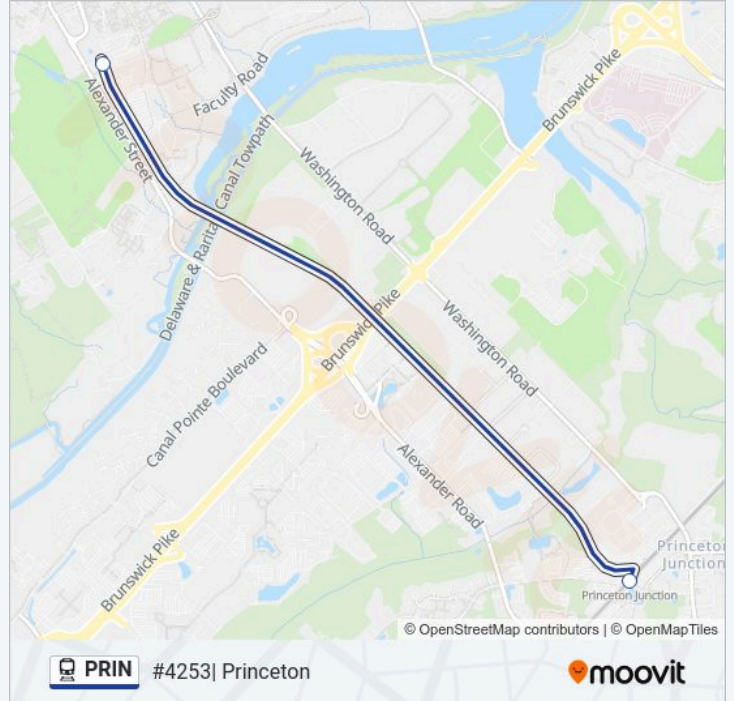 Faculty Road
Brunswick Pike
Alexander Street
Delaware & Raritan Canal Towpath
Washington Road
Brunswick Pike
Washington Road
Canal Pointe Boulevard
Alexander Road
Brunswick Pike
Princeton
Junction
Princeton Junction
© OpenStreetMap contributors | © OpenMapTiles
PRIN #4253| Princeton
moovit